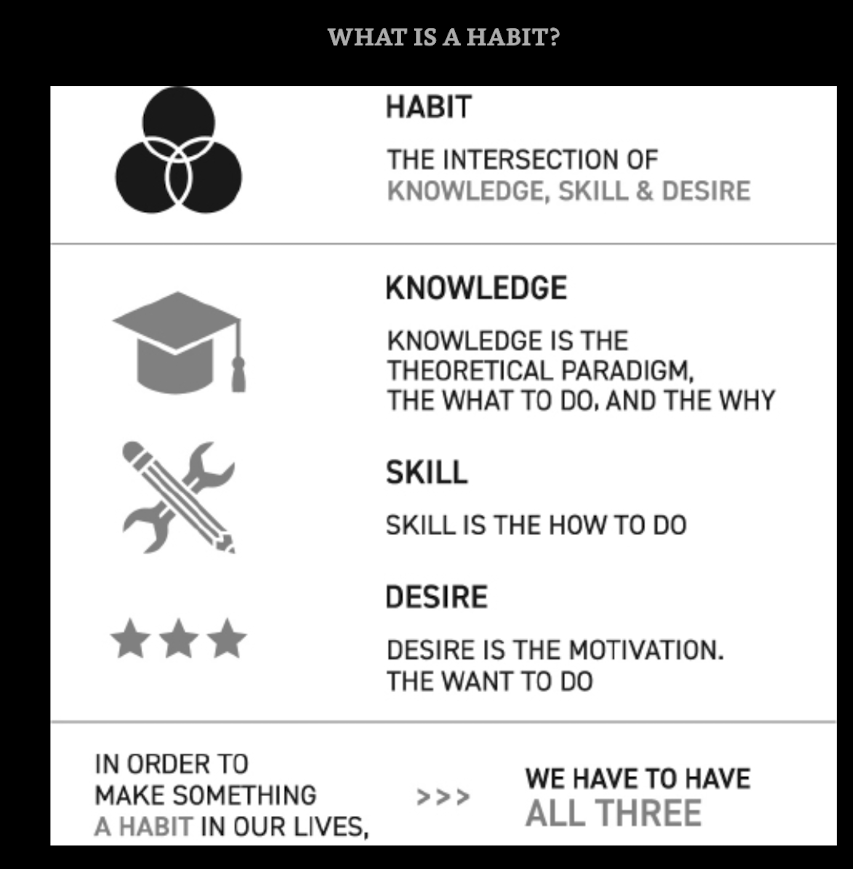 WHAT IS A HABIT?
HABIT
THE INTERSECTION OF
KNOWLEDGE, SKILL & DESIRE
KNOWLEDGE
KNOWLEDGE IS THE
THEORETICAL PARADIGM,
THE WHAT TO DO, AND THE WHY
SKILL
SKILL IS THE HOW TO DO
DESIRE
DESIRE IS THE MOTIVATION.
THE WANT TO DO
IN ORDER TO
MAKE SOMETHING
A HABIT IN OUR LIVES,
>>>
WE HAVE TO HAVE
ALL THREE